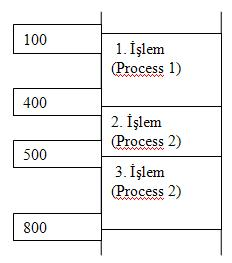 100
1. İşlem
(Process 1)
400
2. İşlem
(Process 2)
500
3. İşlem
(Process 2)
800